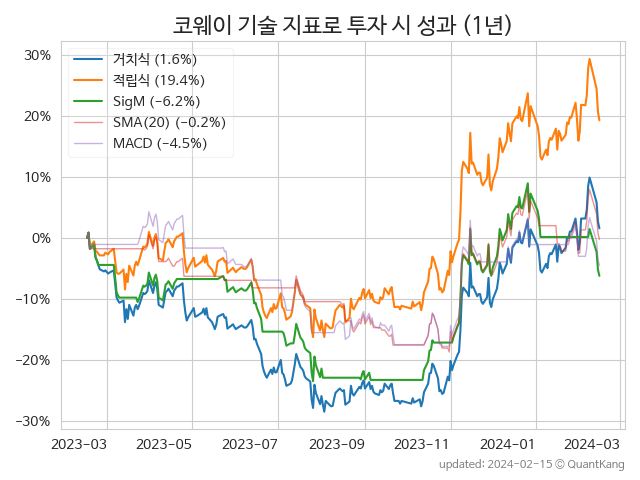 코웨이 기술 지표로 투자 시 성과 (1년)
거치식 (1.6%)
적립식 (19.4%)
SigM (−6.2%)
SMA(20) (−0.2%)
MACD (−4.5%)
30%
20%
10%
0%
−10%
−20%
−30%
2023-03 2023-05 2023-07 2023-09 2023-11 2024-01 2024-03
updated: 2024-02-15 © QuantKang